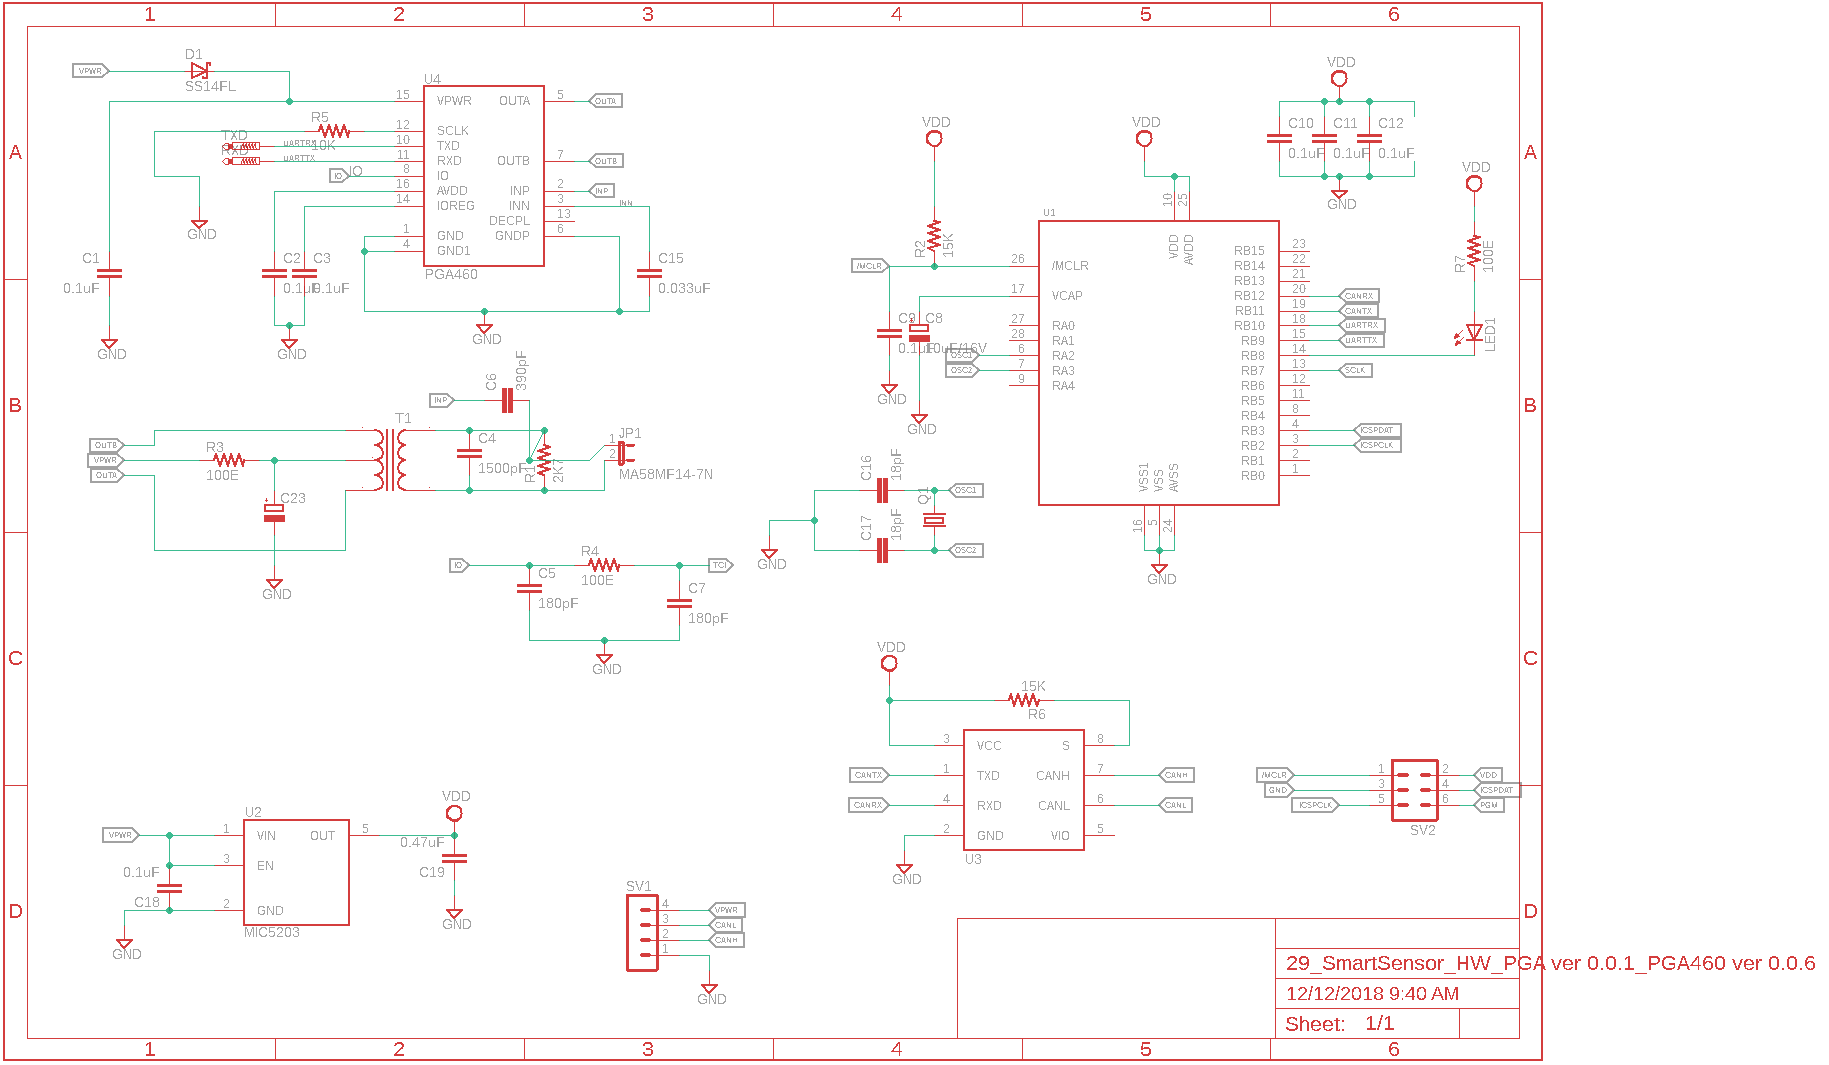 1 2 3 4 5 6
A
B
C
D
A
B
C
D
1 2 3 4 5 6
VPWR
D1
SS14FL
U4
15 VPWR
12 SCLK
10 TXD
11 RXD
8 IO
16 AVDD
14 IOREG
1 GND
4 GND1
OUTA 5
OUTB 7
INP 2
INN 3
DECPL 13
GNDP 6
PGA460
OUTA
OUTB
INP
INN
R5
10K
TXD
RXD
UARTRX
UARTTX
IO
IO
GND
C1
0.1uF
GND
C2
0.1uF
C3
0.1uF
GND
C15
0.033uF
GND
INP
C6
390pF
T1
OUTB
VPWR
OUTA
R3
100E
C23
GND
C4
1500pF
R1
JP1
1
2
MA58MF14-7N
IO
C5
180pF
R4
100E
C7
180pF
TCI
GND
VDD
R2
15K
/MCLR
C9
0.1uF
C8
10uF/16V
GND
GND
OSC1
OSC2
VDD
U1
10 VDD
25 AVDD
26 /MCLR
17 VCAP
27 RA0
28 RA1
6 RA2
7 RA3
9 RA4
RB15 23
RB14 22
RB13 21
RB12 20
RB11 19
RB10 18
RB9 15
RB8 14
RB7 13
RB6 12
RB5 11
RB4 8
RB3 4
RB2 3
RB1 2
RB0 1
VSS1 16
VSS 5
AVSS 24
GND
CANRX
CANTX
UARTRX
UARTTX
SCLK
ICSPDAT
ICSPCLK
VDD
C10
0.1uF
C11
0.1uF
C12
0.1uF
GND
VDD
R7
100E
LED1
C16
18pF
C17
18pF
Q1
OSC1
OSC2
GND
VDD
15K
R6
3 VCC
1 TXD
4 RXD
2 GND
S 8
CANH 7
CANL 6
VIO 5
U3
CANTX
CANRX
CANH
CANL
GND
/MCLR
GND
ICSPCLK
1 2
3 4
5 6
VDD
ICSPDAT
PGM
SV2
VPWR
0.1uF
C18
GND
U2
1 VIN
3 EN
2 GND
OUT 5
MIC5203
VDD
0.47uF
C19
GND
SV1
4 VPWR
3 CANL
2 CANH
1
GND
29_SmartSensor_HW_PGA ver 0.0.1_PGA460 ver 0.0.6
12/12/2018 9:40 AM
Sheet: 1/1